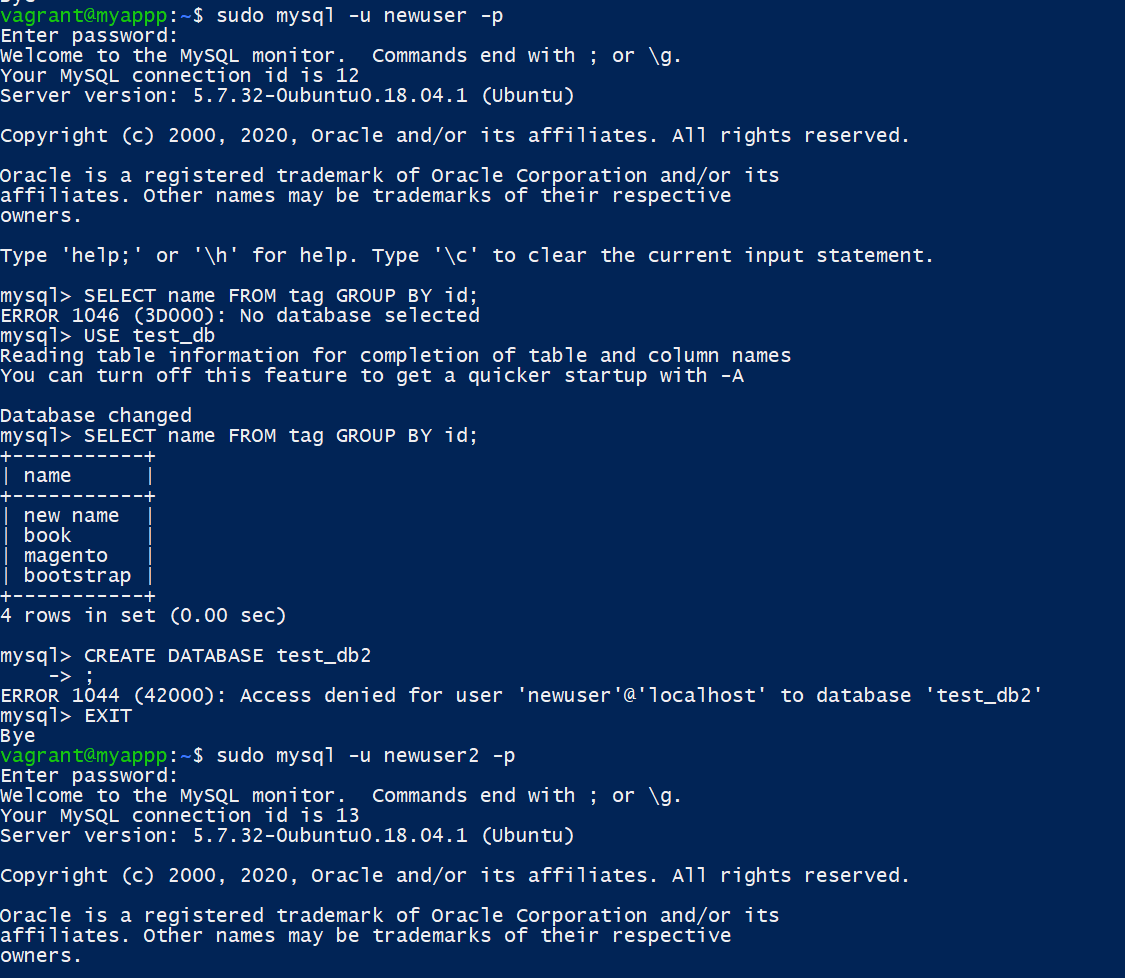 Bye
vagrant@myappp:~$ sudo mysql -u newuser -p
Enter password:
Welcome to the MySQL monitor.  Commands end with ; or \g.
Your MySQL connection id is 12
Server version: 5.7.32-0ubuntu0.18.04.1 (Ubuntu)

Copyright (c) 2000, 2020, Oracle and/or its affiliates. All rights reserved.

Oracle is a registered trademark of Oracle Corporation and/or its
affiliates. Other names may be trademarks of their respective
owners.

Type 'help;' or '\h' for help. Type '\c' to clear the current input statement.

mysql> SELECT name FROM tag GROUP BY id;
ERROR 1046 (3D000): No database selected
mysql> USE test_db
Reading table information for completion of table and column names
You can turn off this feature to get a quicker startup with -A

Database changed
mysql> SELECT name FROM tag GROUP BY id;
+-----------+
| name      |
+-----------+
| new name  |
| book      |
| magento   |
| bootstrap |
+-----------+
4 rows in set (0.00 sec)

mysql> CREATE DATABASE test_db2
    -> ;
ERROR 1044 (42000): Access denied for user 'newuser'@'localhost' to database 'test_db2'
mysql> EXIT
Bye
vagrant@myappp:~$ sudo mysql -u newuser2 -p
Enter password:
Welcome to the MySQL monitor.  Commands end with ; or \g.
Your MySQL connection id is 13
Server version: 5.7.32-0ubuntu0.18.04.1 (Ubuntu)

Copyright (c) 2000, 2020, Oracle and/or its affiliates. All rights reserved.

Oracle is a registered trademark of Oracle Corporation and/or its
affiliates. Other names may be trademarks of their respective
owners.